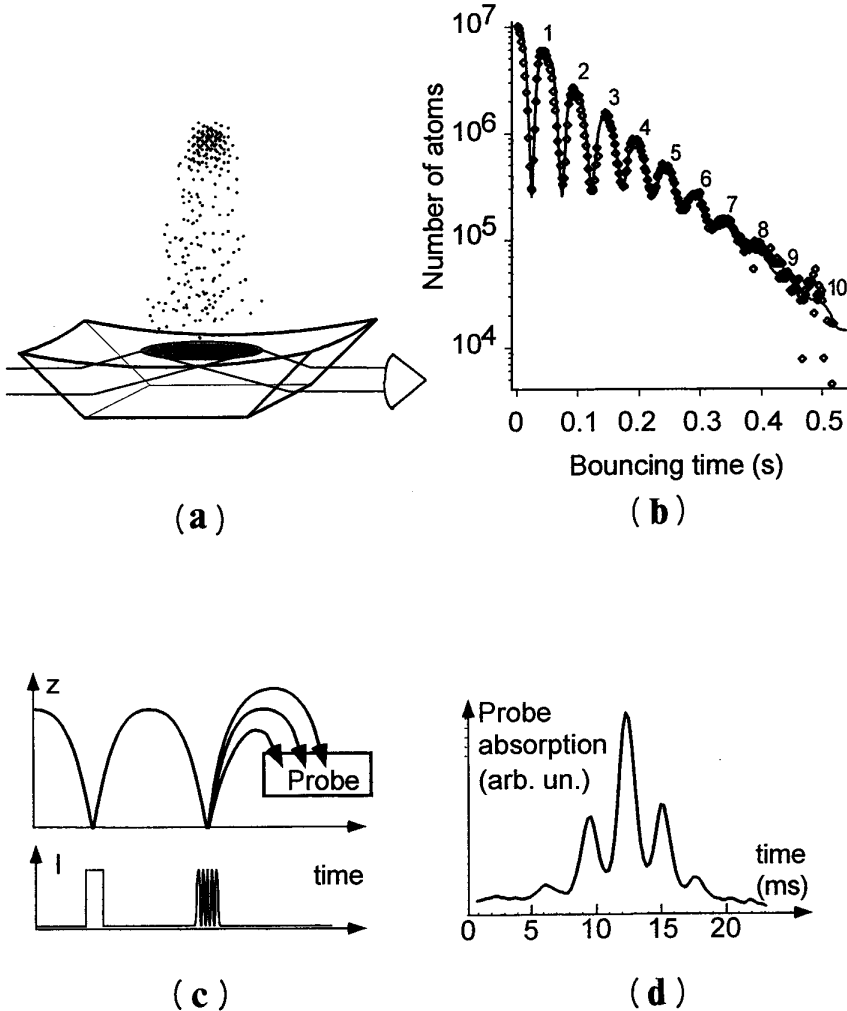 (a)
Number of atoms
10^7
10^6
10^5
10^4
1
2
3
4
5
6
7
8
9
10
0 0.1 0.2 0.3 0.4 0.5
Bouncing time (s)
(b)
z
Probe
I
time
(c)
Probe
absorption
(arb. un.)
time
(ms)
0 5 10 15 20
(d)